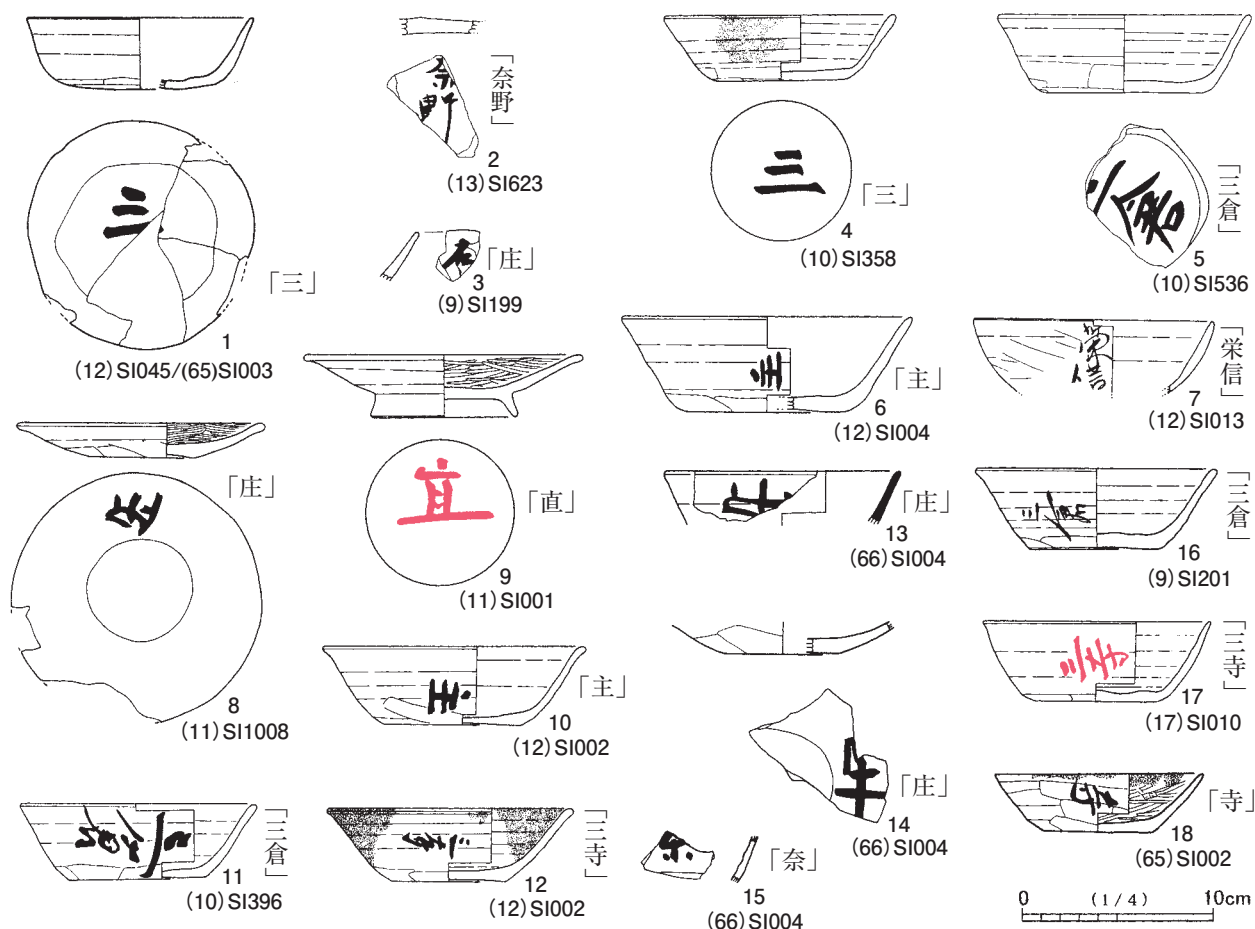 「三」
1
(12) SI045/(65)SI003
「奈野」
2
(13) SI623
「庄」
3
(9) SI199
三
「三」
4
(10) SI358
「三倉」
5
(10) SI536
主
「主」
6
(12) SI004
「栄信」
7
(12) SI013
「庄」
8
(11) SI1008
直
「直」
9
(11) SI001
主
「主」
10
(12) SI002
「三倉」
11
(10) SI396
「三寺」
12
(12) SI002
「庄」
13
(66) SI004
「庄」
14
(66) SI004
「奈」
15
(66) SI004
「三倉」
16
(9) SI201
「三寺」
17
(17) SI010
「寺」
18
(65) SI002
0 (1/4) 10cm